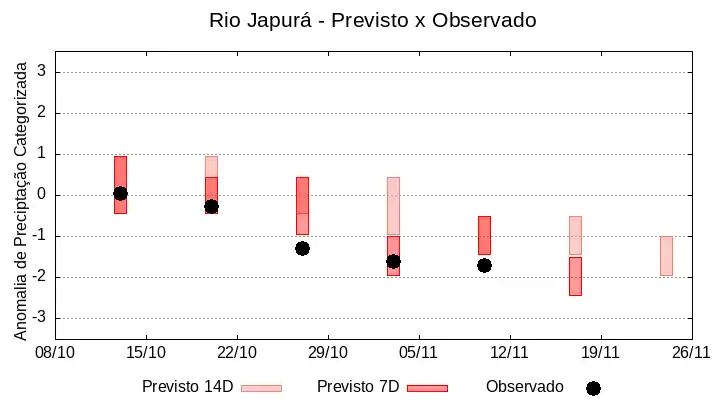 Rio Japurá - Previsto x Observado
Anomalia de Preciptação Categorizada
3
2
1
0
-1
-2
-3
08/10 15/10 22/10 29/10 05/11 12/11 19/11 26/11
Previsto 14D Previsto 7D Observado